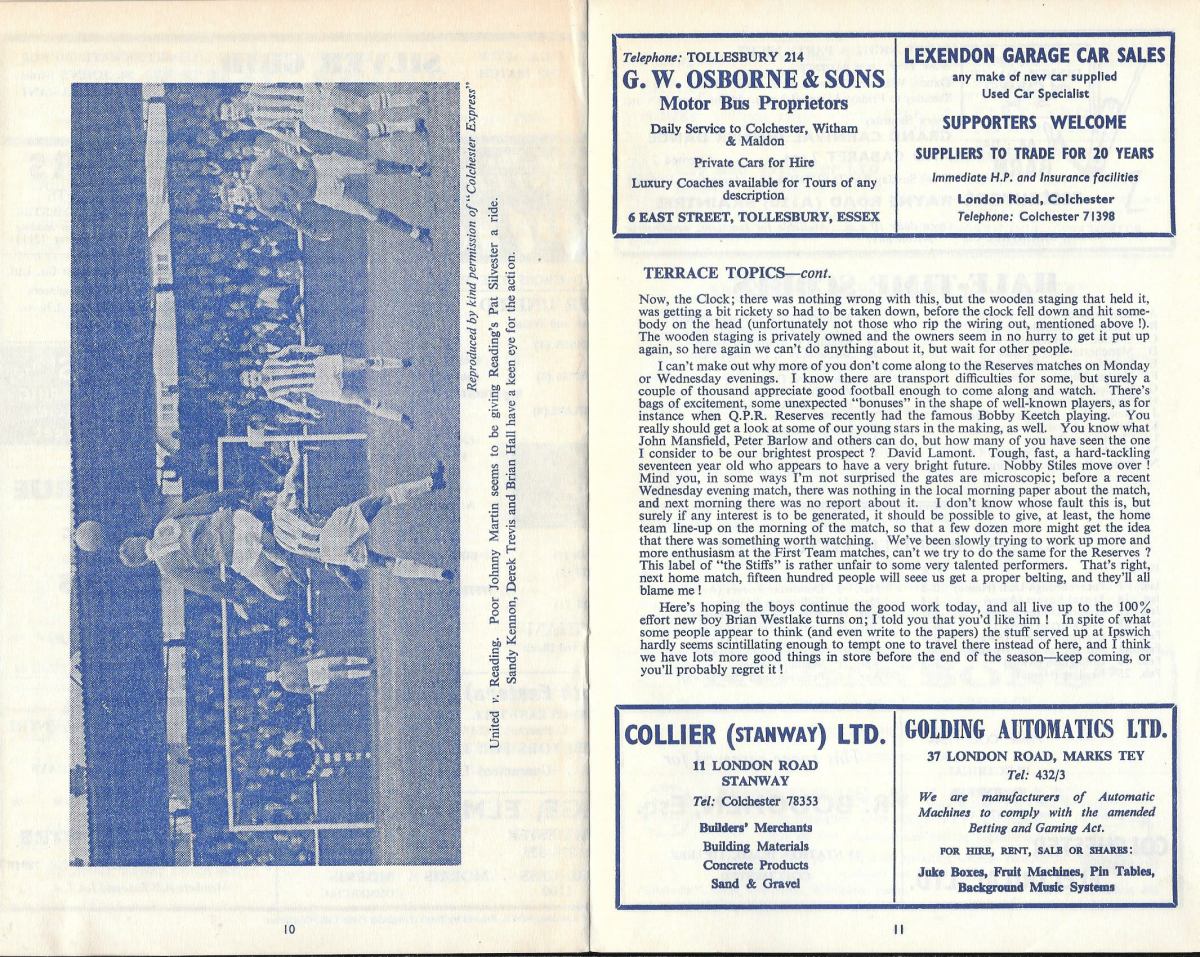 Reproduced by kind permission of "Colchester Express"
United v. Reading. Poor Johnny Martin seems to be giving Reading's Pat Silvester a ride.
Sandy Kennon, Derek Trevis and Brian Hall have a keen eye for the action.
10
Telephone: TOLLESBURY 214
G. W. OSBORNE & SONS
Motor Bus Proprietors
Daily Service to Colchester, Witham
& Maldon
Private Cars for Hire
Luxury Coaches available for Tours of any
description
6 EAST STREET, TOLLESBURY, ESSEX
LEXENDON GARAGE CAR SALES
any make of new car supplied
Used Car Specialist
SUPPORTERS WELCOME
SUPPLIERS TO TRADE FOR 20 YEARS
Immediate H.P. and Insurance facilities
London Road, Colchester
Telephone: Colchester 71398
TERRACE TOPICS—cont.
Now, the Clock; there was nothing wrong with this, but the wooden staging that held it,
was getting a bit rickety so had to be taken down, before the clock fell down and hit some-
body on the head (unfortunately not those who rip the wiring out, mentioned above !).
The wooden staging is privately owned and the owners seem in no hurry to get it put up
again, so here again we can't do anything about it, but wait for other people.
I can't make out why more of you don't come along to the Reserves matches on Monday
or Wednesday evenings. I know there are transport difficulties for some, but surely a
couple of thousand appreciate good football enough to come along and watch. There's
bags of excitement, some unexpected "bonuses" in the shape of well-known players, as for
instance when Q.P.R. Reserves recently had the famous Bobby Keetch playing. You
really should get a look at some of our young stars in the making, as well. You know what
John Mansfield, Peter Barlow and others can do, but how many of you have seen the one
I consider to be our brightest prospect ? David Lamont. Tough, fast, a hard-tackling
seventeen year old who appears to have a very bright future. Nobby Stiles move over !
Mind you, in some ways I'm not surprised the gates are microscopic; before a recent
Wednesday evening match, there was nothing in the local morning paper about the match,
and next morning there was no report about it. I don't know whose fault this is, but
surely if any interest is to be generated, it should be possible to give, at least, the home
team line-up on the morning of the match, so that a few dozen more might get the idea
that there was something worth watching. We've been slowly trying to work up more and
more enthusiasm at the First Team matches, can't we try to do the same for the Reserves ?
This label of "the Stiffs" is rather unfair to some very talented performers. That's right,
next home match, fifteen hundred people will seee us get a proper belting, and they'll all
blame me !
Here's hoping the boys continue the good work today, and all live up to the 100%
effort new boy Brian Westlake turns on; I told you that you'd like him ! In spite of what
some people appear to think (and even write to the papers) the stuff served up at Ipswich
hardly seems scintillating enough to tempt one to travel there instead of here, and I think
we have lots more good things in store before the end of the season—keep coming, or
you'll probably regret it !
COLLIER (STANWAY) LTD.
11 LONDON ROAD
STANWAY
Tel: Colchester 78353
Builders' Merchants
Building Materials
Concrete Products
Sand & Gravel
GOLDING AUTOMATICS LTD.
37 LONDON ROAD, MARKS TEY
Tel: 432/3
We are manufacturers of Automatic
Machines to comply with the amended
Betting and Gaming Act.
FOR HIRE, RENT, SALE OR SHARES:
Juke Boxes, Fruit Machines, Pin Tables,
Background Music Systems
11